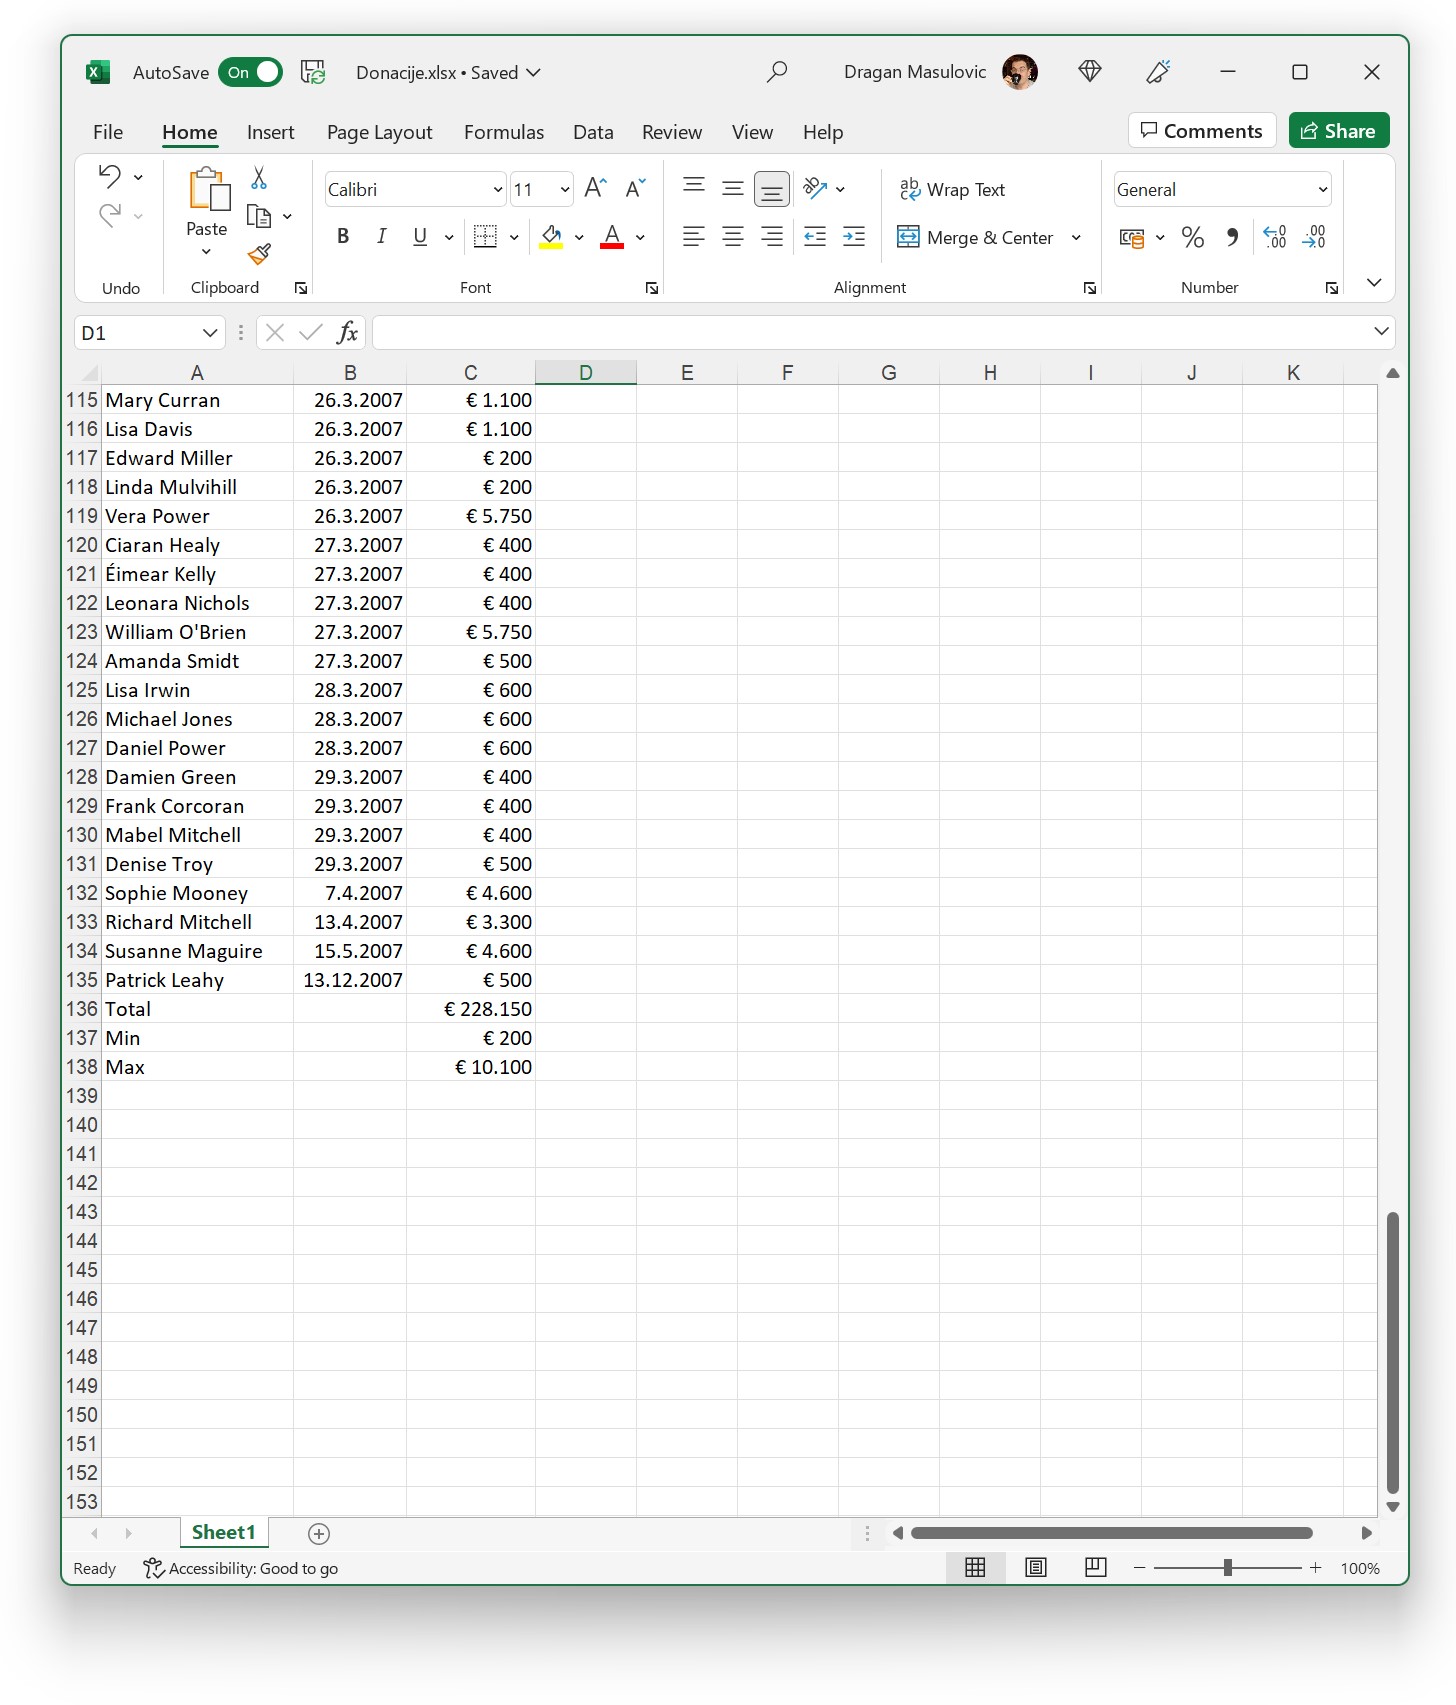 AutoSave On Donacije.xlsx • Saved Dragan Masulovic
File Home Insert Page Layout Formulas Data Review View Help Comments Share
Paste
Calibri 11
B I U A
ab Wrap Text
Merge & Center
General
% .00 .00
Undo Clipboard Font Alignment Number
D1 fx
A B C D E F G H I J K
115 Mary Curran 26.3.2007 € 1.100
116 Lisa Davis 26.3.2007 € 1.100
117 Edward Miller 26.3.2007 € 200
118 Linda Mulvihill 26.3.2007 € 200
119 Vera Power 26.3.2007 € 5.750
120 Ciaran Healy 27.3.2007 € 400
121 Éimear Kelly 27.3.2007 € 400
122 Leonara Nichols 27.3.2007 € 400
123 William O'Brien 27.3.2007 € 5.750
124 Amanda Smidt 27.3.2007 € 500
125 Lisa Irwin 28.3.2007 € 600
126 Michael Jones 28.3.2007 € 600
127 Daniel Power 28.3.2007 € 600
128 Damien Green 29.3.2007 € 400
129 Frank Corcoran 29.3.2007 € 400
130 Mabel Mitchell 29.3.2007 € 400
131 Denise Troy 29.3.2007 € 500
132 Sophie Mooney 7.4.2007 € 4.600
133 Richard Mitchell 13.4.2007 € 3.300
134 Susanne Maguire 15.5.2007 € 4.600
135 Patrick Leahy 13.12.2007 € 500
136 Total € 228.150
137 Min € 200
138 Max € 10.100
139
140
141
142
143
144
145
146
147
148
149
150
151
152
153
Sheet1
Ready Accessibility: Good to go 100%